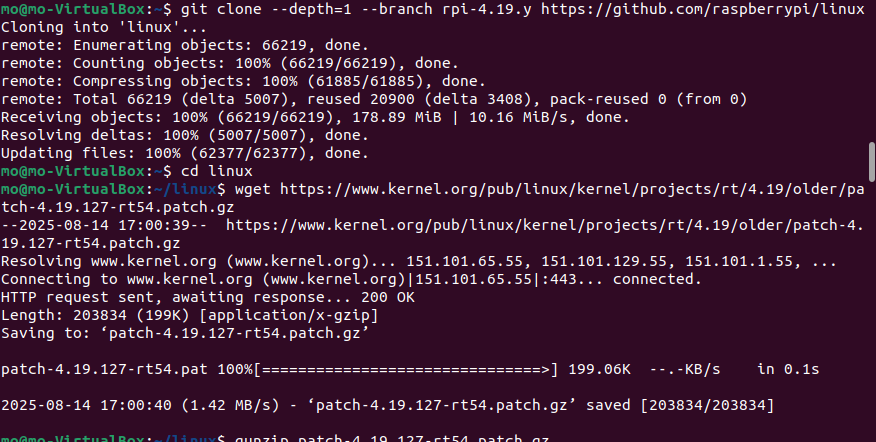 mo@mo-VirtualBox:~$ git clone --depth=1 --branch rpi-4.19.y https://github.com/raspberrypi/linux
Cloning into 'linux'...
remote: Enumerating objects: 66219, done.
remote: Counting objects: 100% (66219/66219), done.
remote: Compressing objects: 100% (61885/61885), done.
remote: Total 66219 (delta 5007), reused 20900 (delta 3408), pack-reused 0 (from 0)
Receiving objects: 100% (66219/66219), 178.89 MiB | 10.16 MiB/s, done.
Resolving deltas: 100% (5007/5007), done.
Updating files: 100% (62377/62377), done.
mo@mo-VirtualBox:~$ cd linux
mo@mo-VirtualBox:~/linux$ wget https://www.kernel.org/pub/linux/kernel/projects/rt/4.19/older/pa
tch-4.19.127-rt54.patch.gz
--2025-08-14 17:00:39--  https://www.kernel.org/pub/linux/kernel/projects/rt/4.19/older/patch-4.
19.127-rt54.patch.gz
Resolving www.kernel.org (www.kernel.org)... 151.101.65.55, 151.101.129.55, 151.101.1.55, ...
Connecting to www.kernel.org (www.kernel.org)|151.101.65.55|:443... connected.
HTTP request sent, awaiting response... 200 OK
Length: 203834 (199K) [application/x-gzip]
Saving to: ‘patch-4.19.127-rt54.patch.gz’
patch-4.19.127-rt54.pat 100%[===============================>] 199.06K  --.-KB/s    in 0.1s
2025-08-14 17:00:40 (1.42 MB/s) - ‘patch-4.19.127-rt54.patch.gz’ saved [203834/203834]
mo@mo-VirtualBox:~/linux$ gunzip patch-4.19.127-rt54.patch.gz